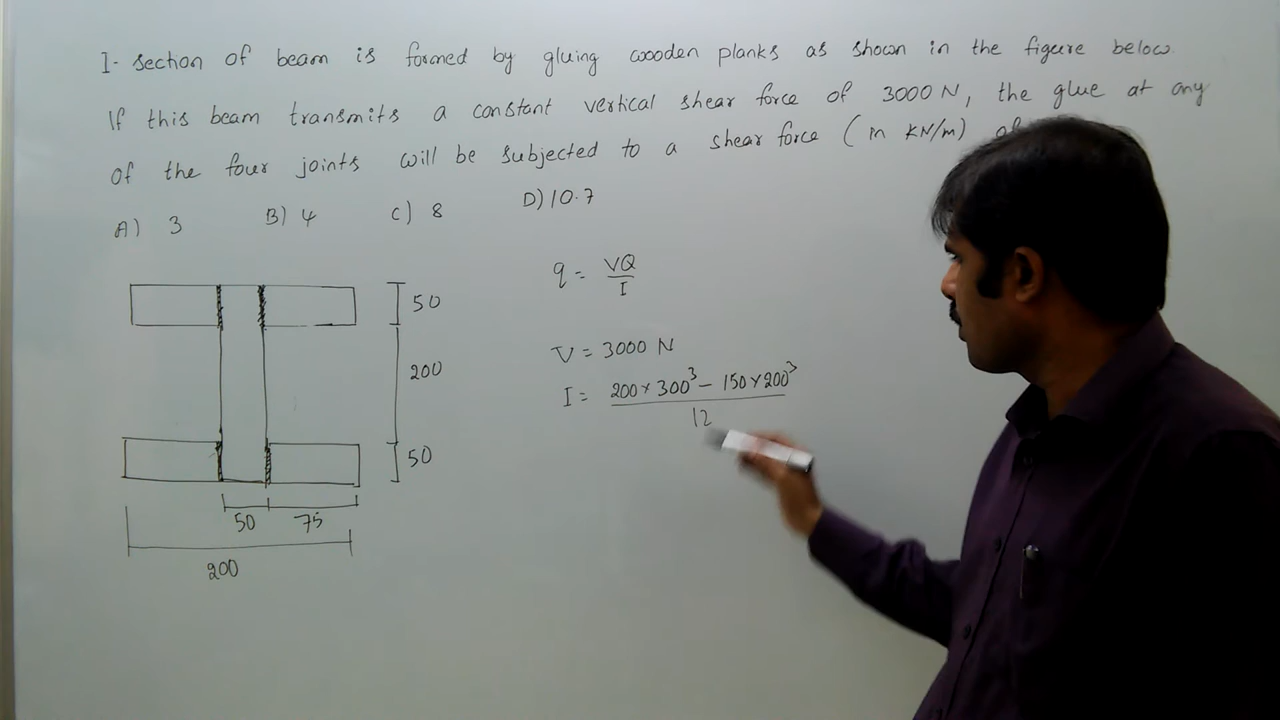 I- section of beam is formed by gluing wooden planks as shown in the figure below
If this beam transmits a constant vertical shear force of 3000 N, the glue at any
of the four joints will be subjected to a shear force (in KN/m) of
A) 3 B) 4 C) 8 D) 10.7
q = VQ/I
V = 3000 N
I = 200 x 300³ - 150 x 200³ / 12
50
200
50
50 75
200